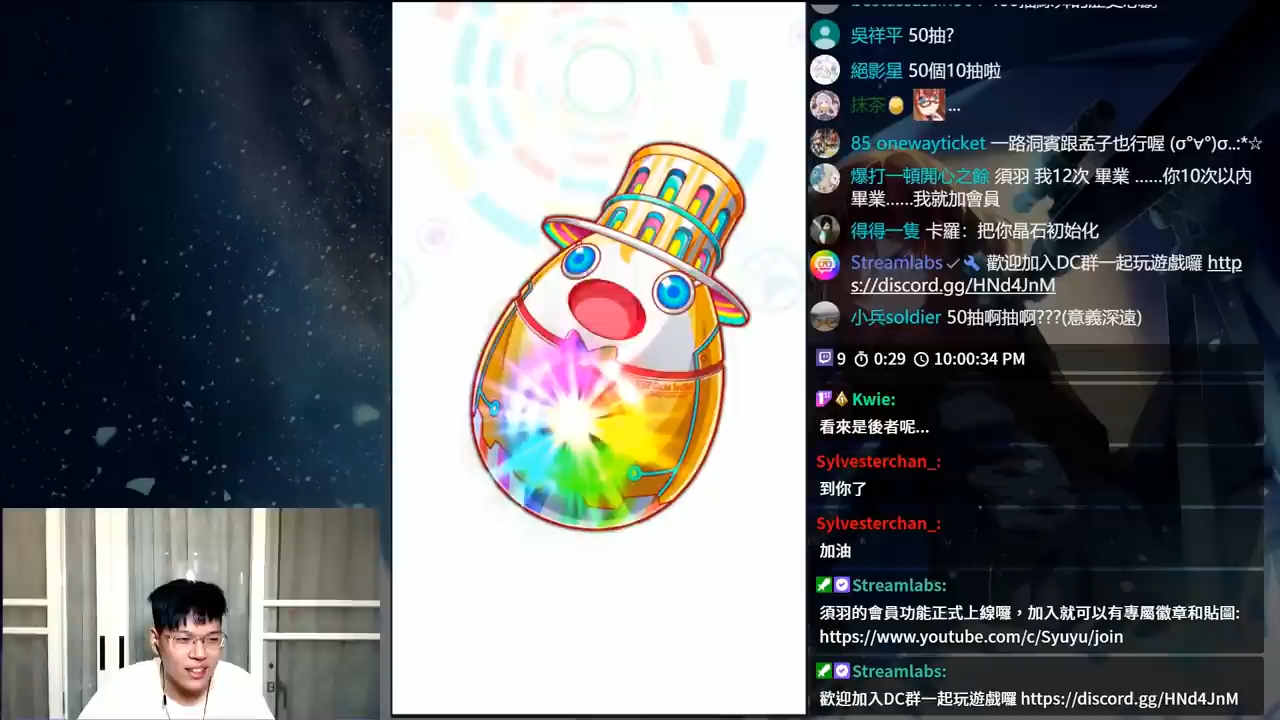 吳祥平 50抽?
絕影星 50個10抽啦
抹茶 ...
85 onewayticket 一路洞賓跟孟子也行喔 (σ°∀°)σ..:*☆
爆打一頓開心之餘 須羽 我12次 畢業 ......你10次以內
畢業......我就加會員
得得一隻 卡羅：把你晶石初始化
Streamlabs 歡迎加入DC群一起玩遊戲囉 http
s://discord.gg/HNd4JnM
小兵soldier 50抽啊抽啊???(意義深遠)
9 0:29 10:00:34 PM
Kwie:
看來是後者呢...
Sylvesterchan_:
到你了
Sylvesterchan_:
加油
Streamlabs:
須羽的會員功能正式上線囉，加入就可以有專屬徽章和貼圖:
https://www.youtube.com/c/Syuyu/join
Streamlabs:
歡迎加入DC群一起玩遊戲囉 https://discord.gg/HNd4JnM